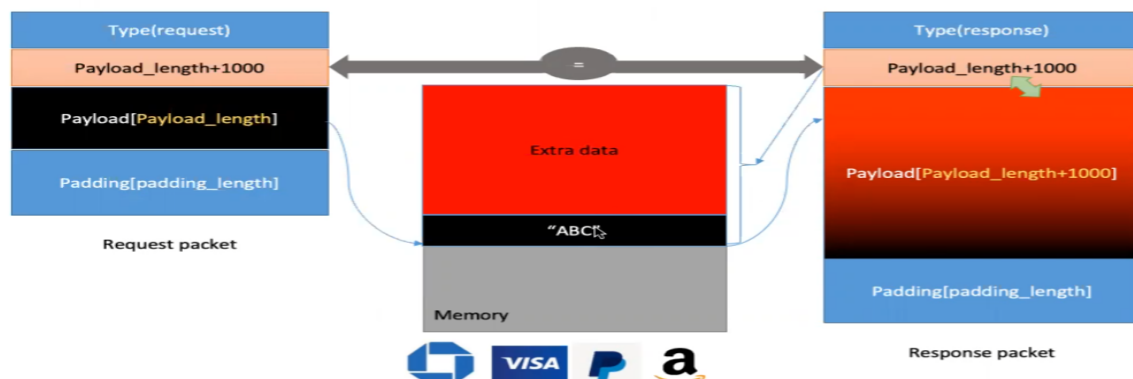 Type(request)
Payload_length+1000
Payload[Payload_length]
Padding[padding_length]
Request packet
=
Extra data
"ABC"
Memory
VISA
Type(response)
Payload_length+1000
Payload[Payload_length+1000]
Padding[padding_length]
Response packet